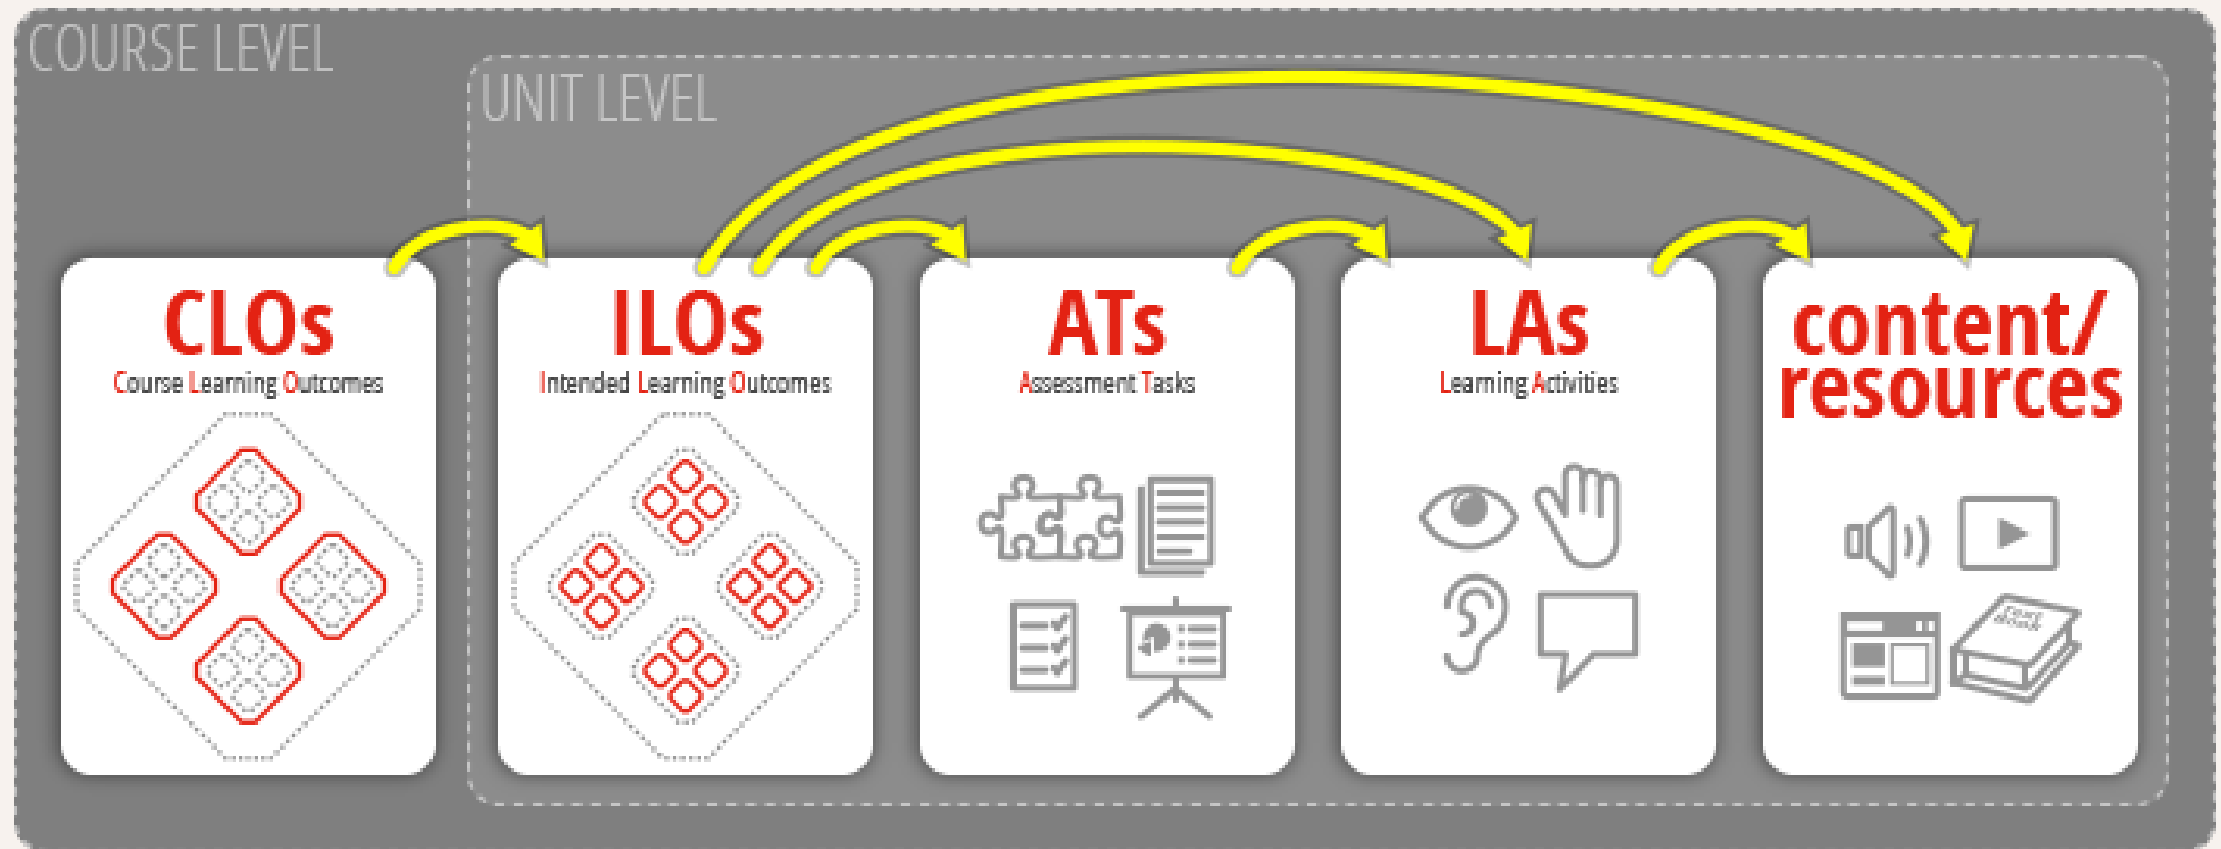 COURSE LEVEL
UNIT LEVEL
CLOs
Course Learning Outcomes
ILOs
Intended Learning Outcomes
ATs
Assessment Tasks
LAs
Learning Activities
content/
resources